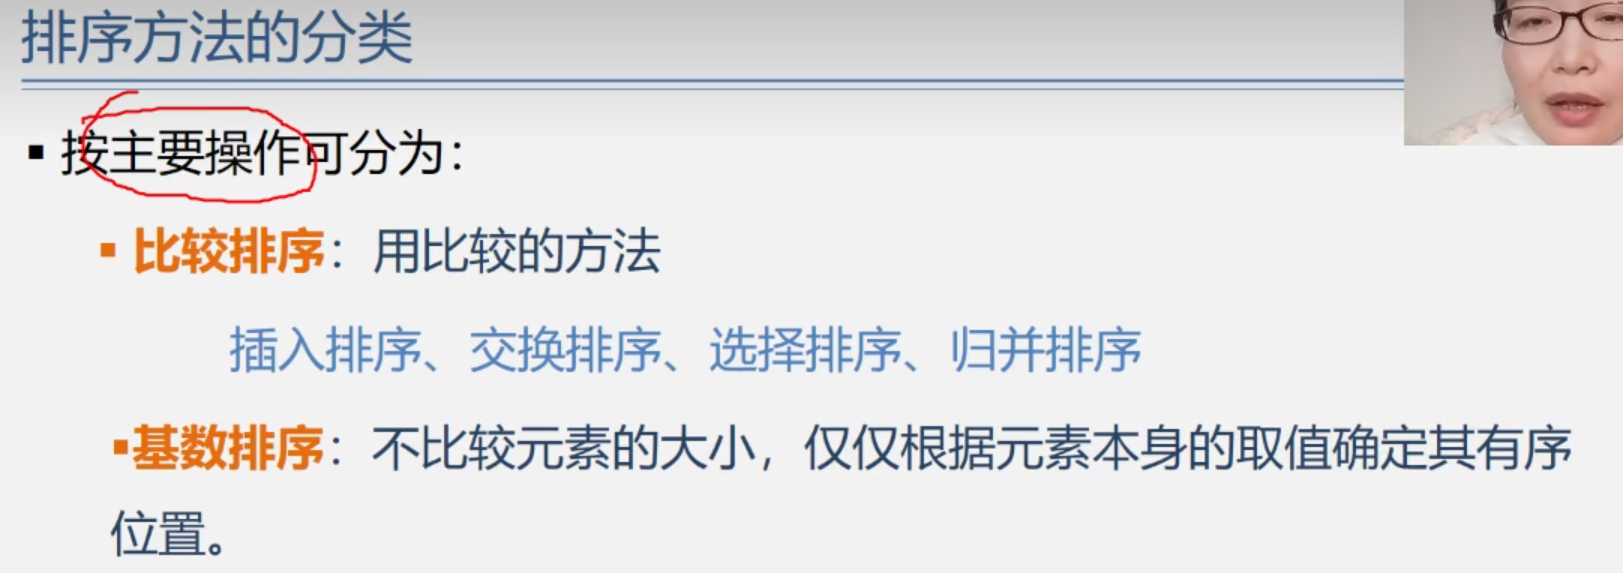 排序方法的分类
▪ 按主要操作可分为：
▪ 比较排序：用比较的方法
插入排序、交换排序、选择排序、归并排序
▪基数排序：不比较元素的大小，仅仅根据元素本身的取值确定其有序
位置。